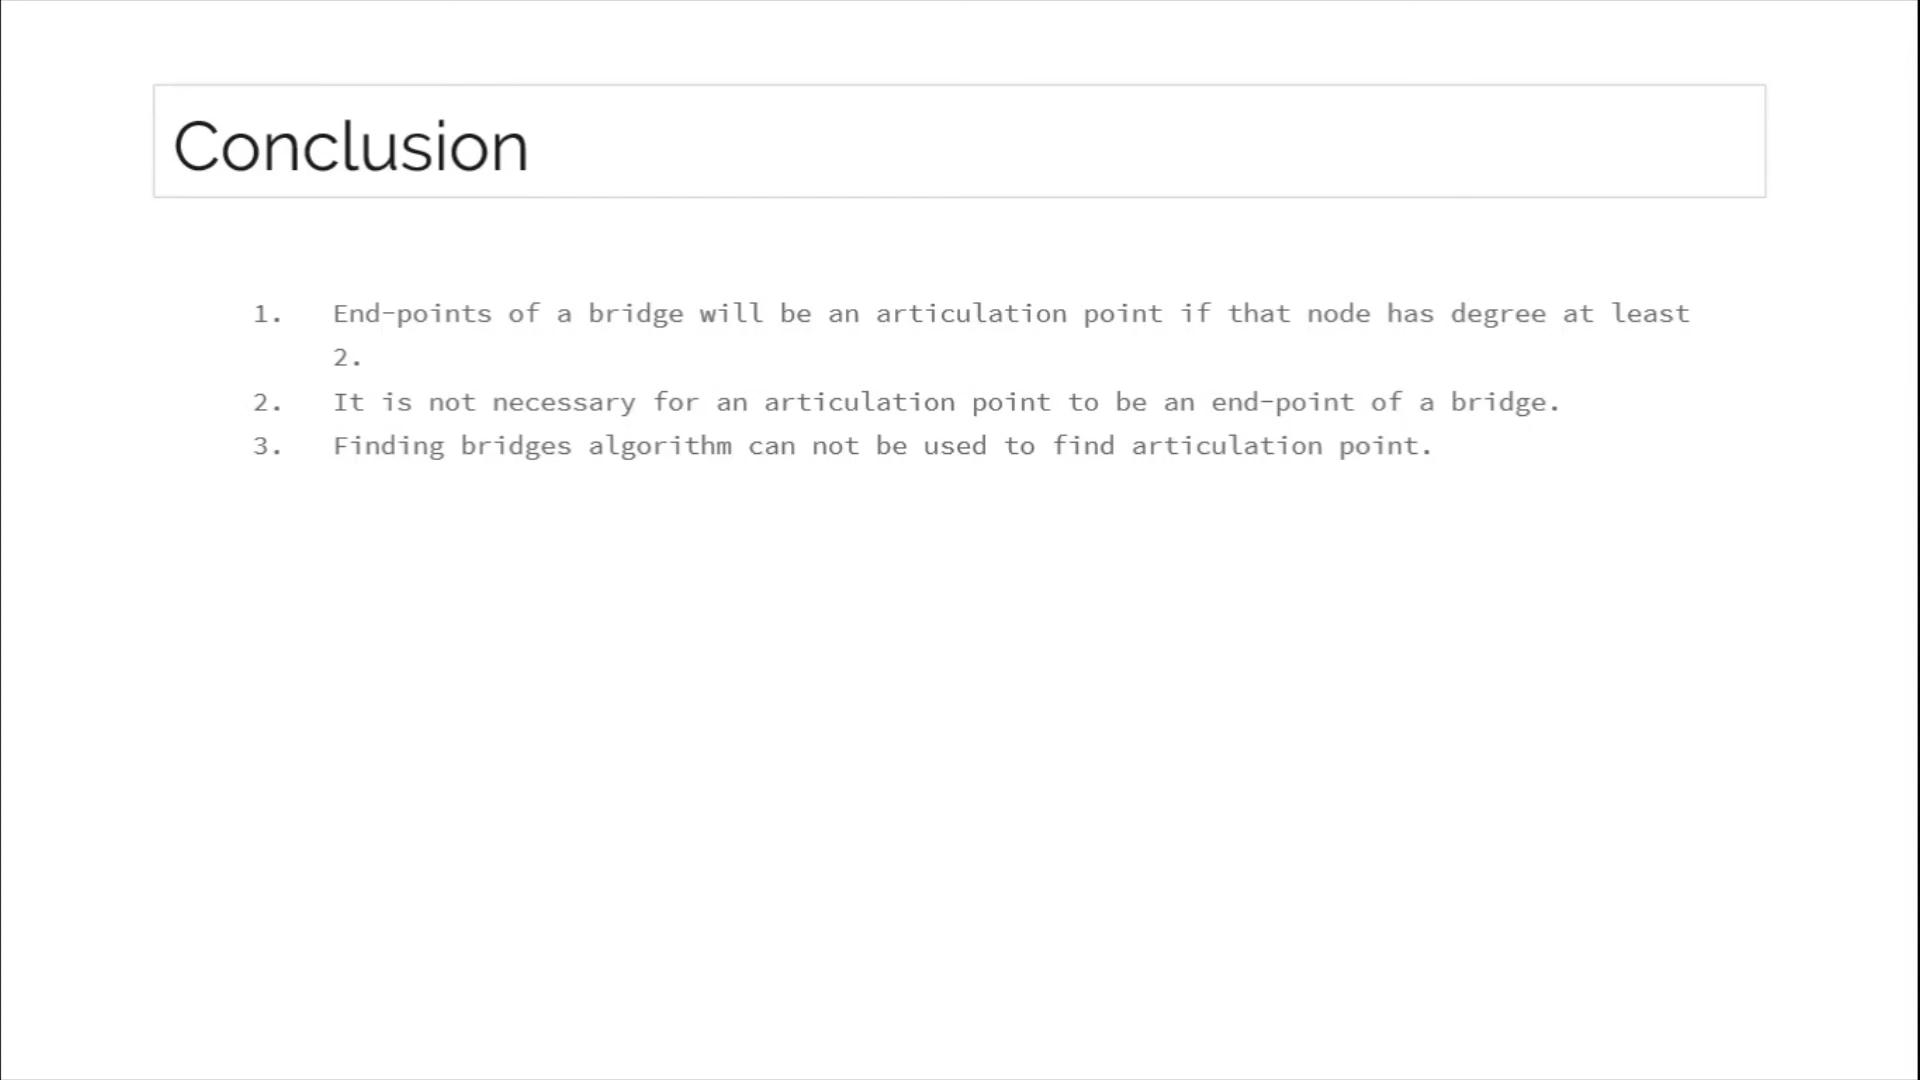 Conclusion
1. End-points of a bridge will be an articulation point if that node has degree at least
2.
2. It is not necessary for an articulation point to be an end-point of a bridge.
3. Finding bridges algorithm can not be used to find articulation point.